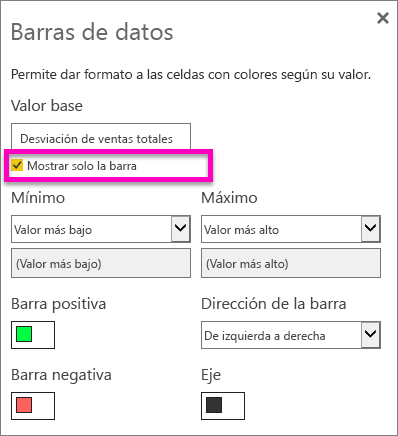 Barras de datos
Permite dar formato a las celdas con colores según su valor.
Valor base
Desviación de ventas totales
Mostrar solo la barra
Mínimo
Máximo
Valor más bajo
Valor más alto
(Valor más bajo)
(Valor más alto)
Barra positiva
Dirección de la barra
De izquierda a derecha
Barra negativa
Eje